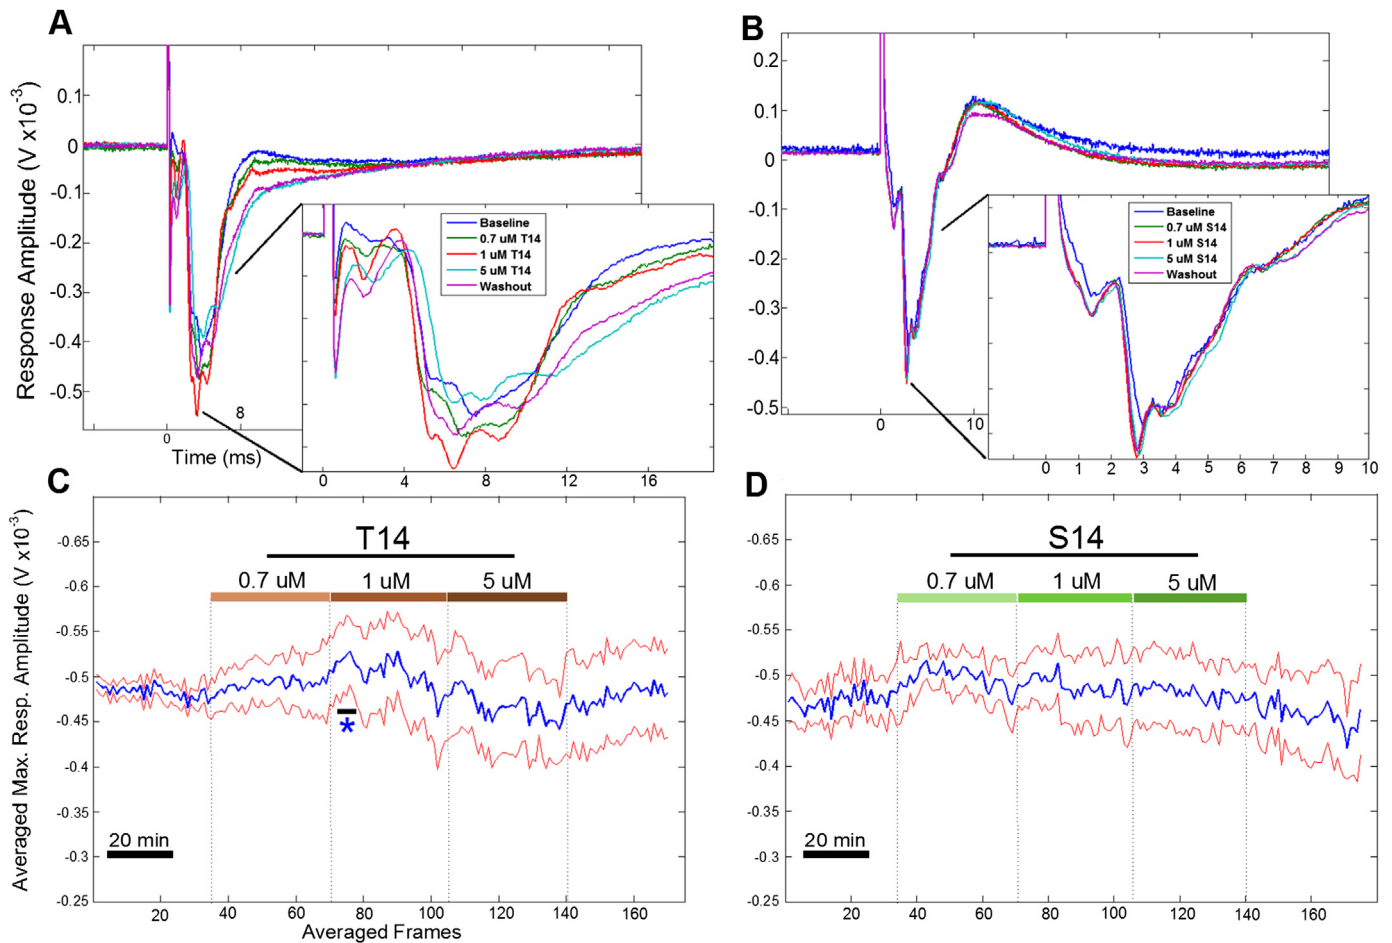 A
Response Amplitude (V x10⁻³)
0.1
0
-0.1
-0.2
-0.3
-0.4
-0.5
0
8
Time (ms)
Baseline
0.7 uM T14
1 uM T14
5 uM T14
Washout
0 4 8 12 16
B
0.2
0.1
0
-0.1
-0.2
-0.3
-0.4
-0.5
0 10
Baseline
0.7 uM S14
1 uM S14
5 uM S14
Washout
0 1 2 3 4 5 6 7 8 9 10
C
Averaged Max. Resp. Amplitude (V x10⁻³)
-0.65
-0.6
-0.55
-0.5
-0.45
-0.4
-0.35
-0.3
-0.25
T14
0.7 uM 1 uM 5 uM
*
20 min
20 40 60 80 100 120 140 160
Averaged Frames
D
-0.65
-0.6
-0.55
-0.5
-0.45
-0.4
-0.35
-0.3
-0.25
S14
0.7 uM 1 uM 5 uM
20 min
20 40 60 80 100 120 140 160